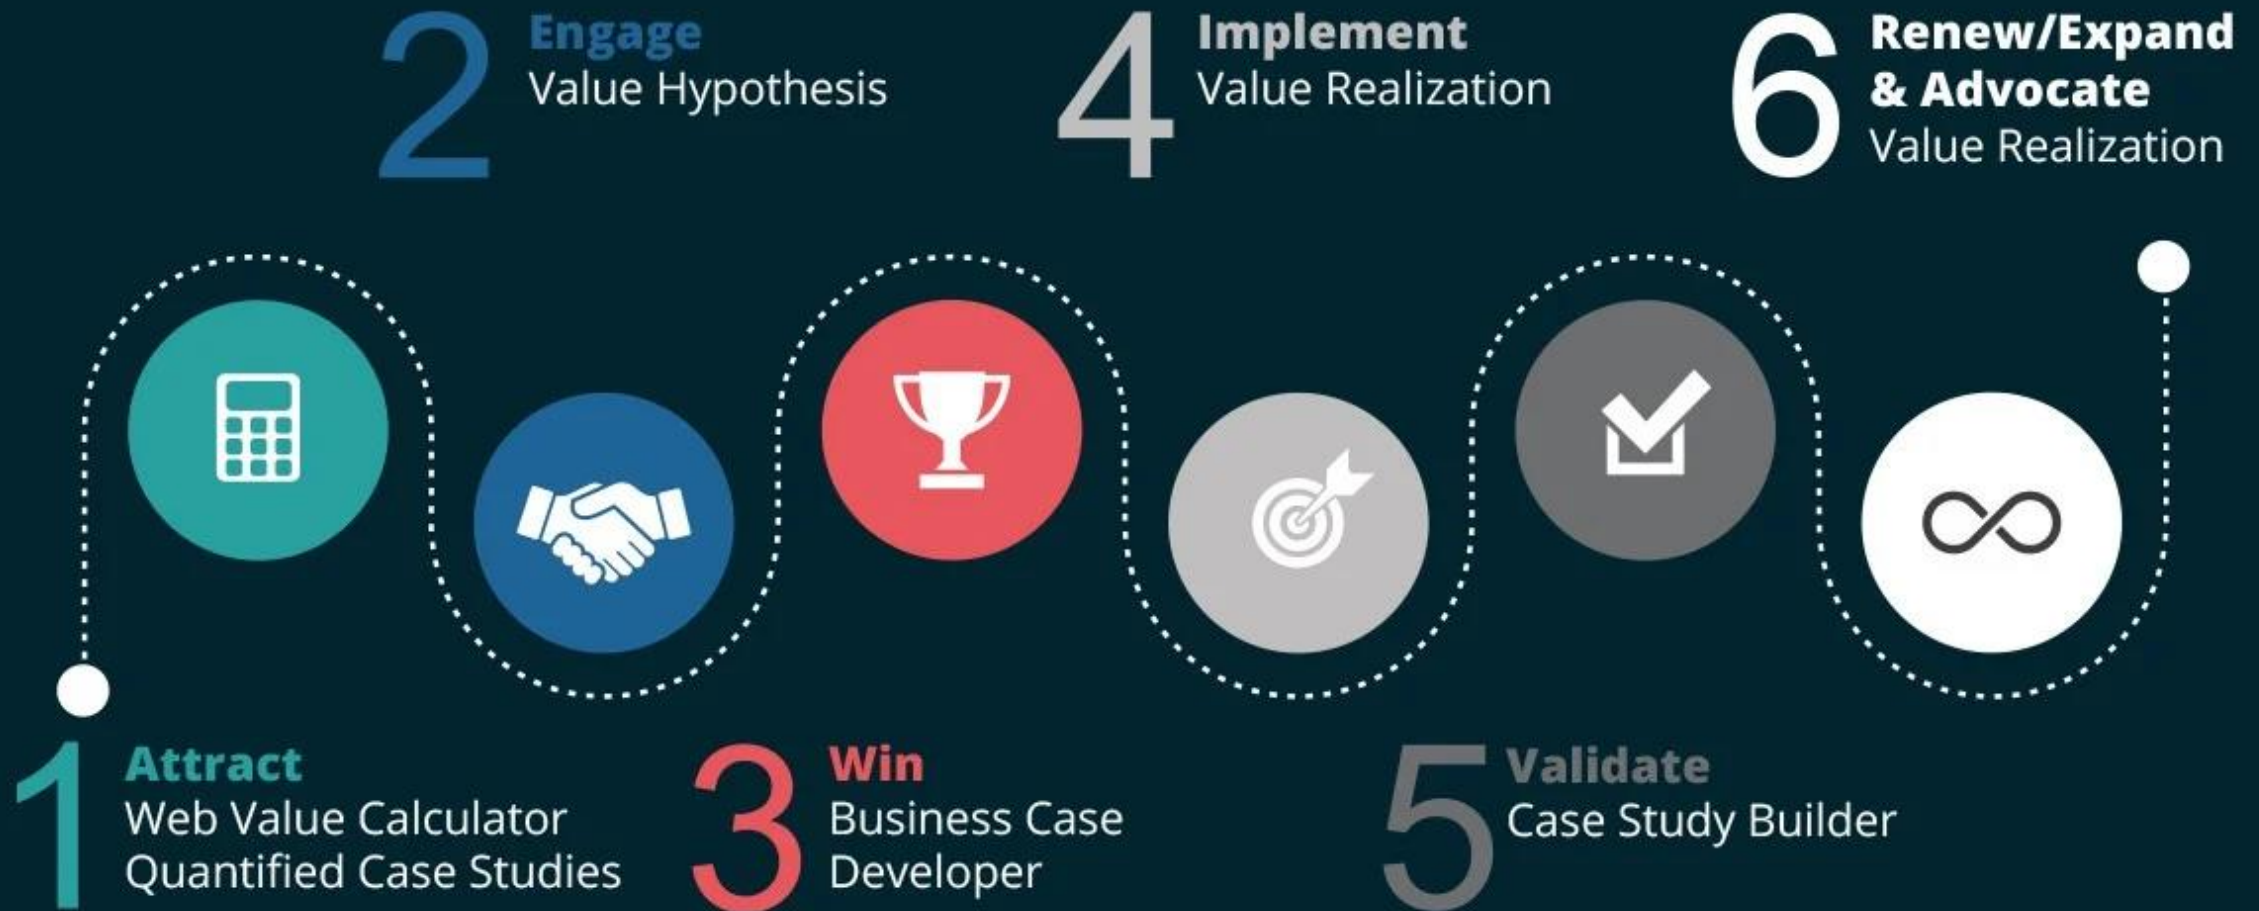 1
Attract
Web Value Calculator
Quantified Case Studies
2
Engage
Value Hypothesis
3
Win
Business Case
Developer
4
Implement
Value Realization
5
Validate
Case Study Builder
6
Renew/Expand
& Advocate
Value Realization